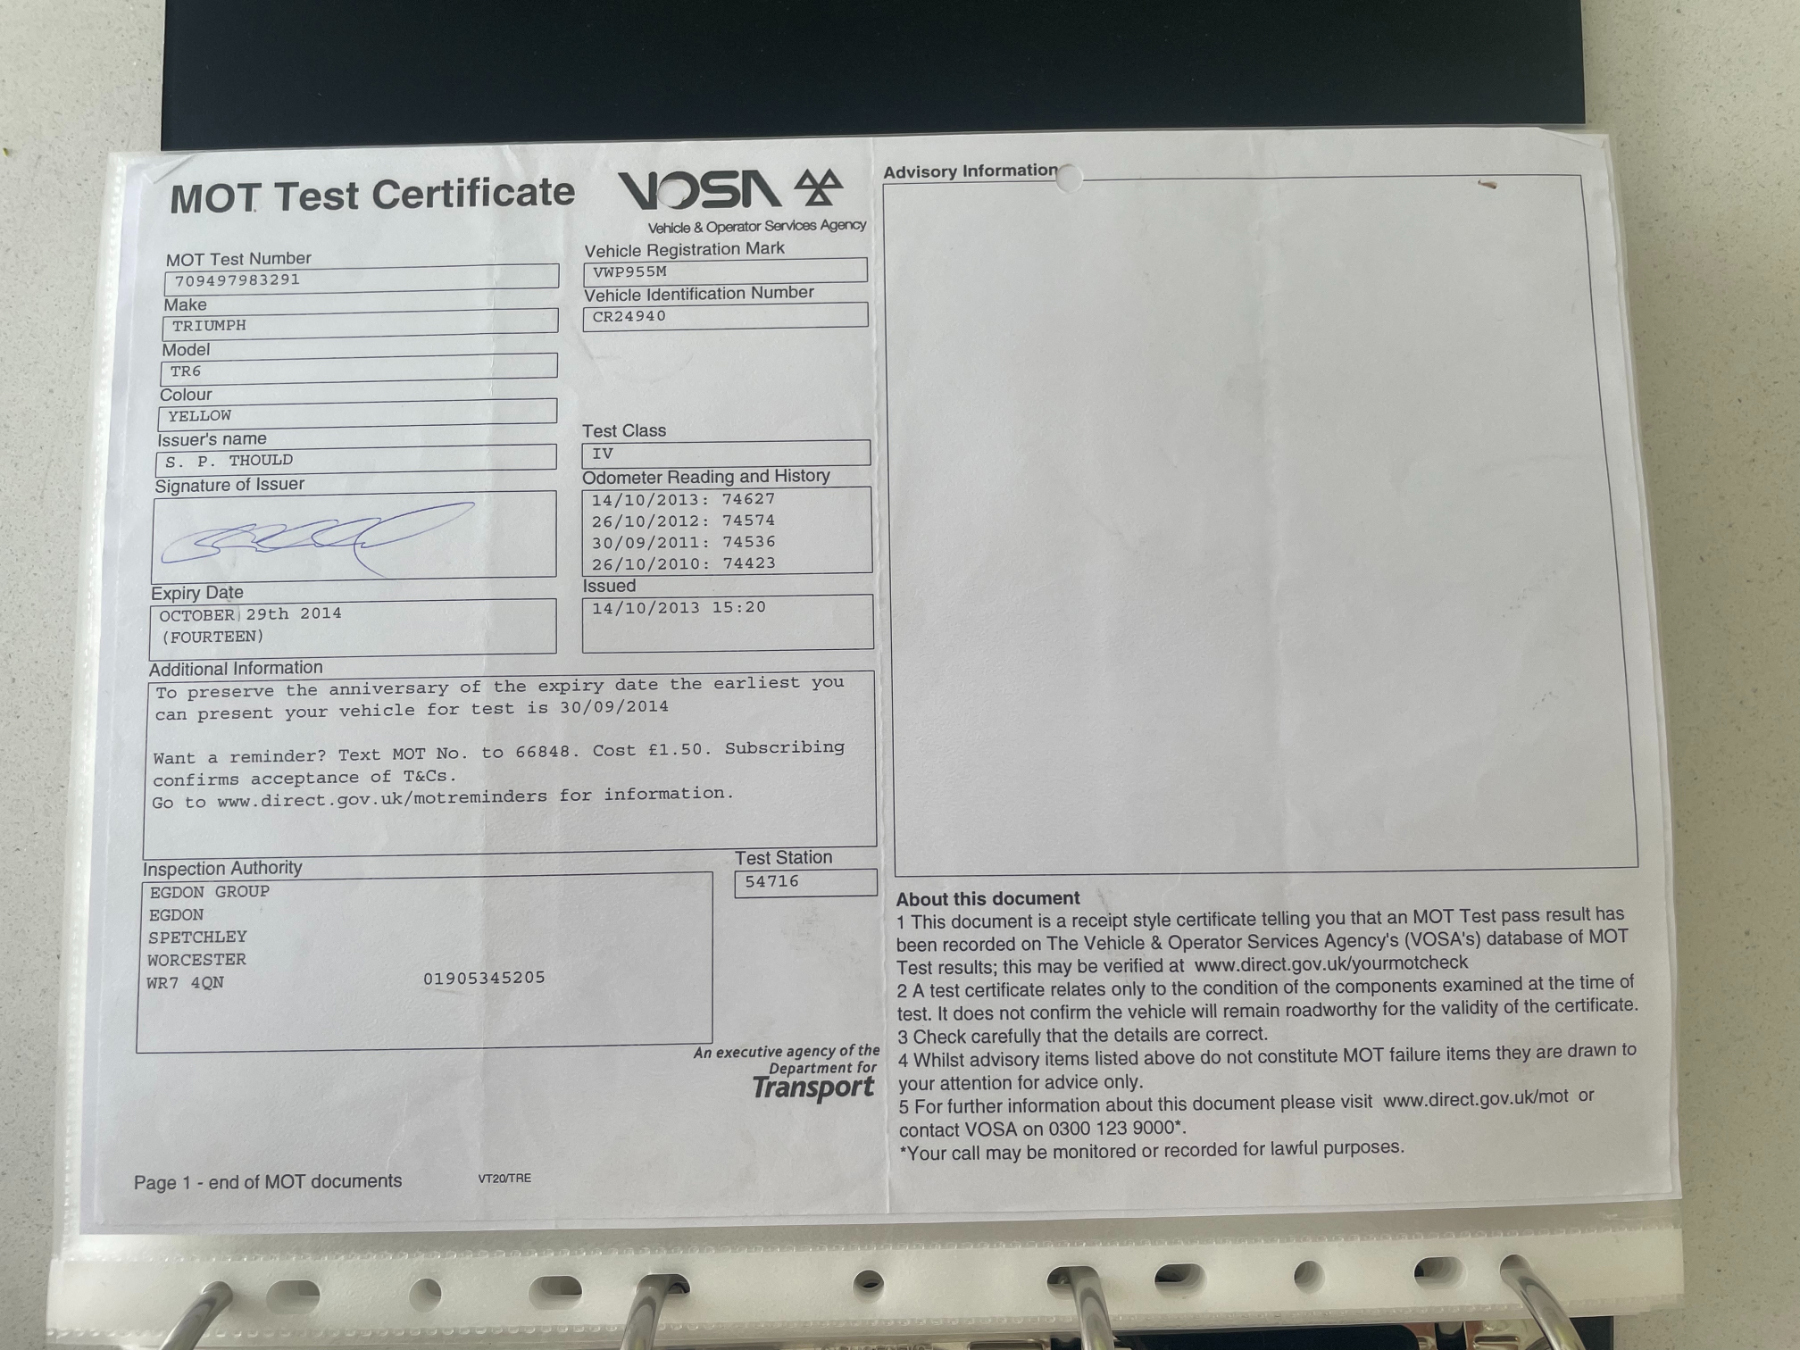 MOT Test Certificate
VOSA
Vehicle & Operator Services Agency
MOT Test Number
709497983291
Make
TRIUMPH
Model
TR6
Colour
YELLOW
Issuer's name
S. P. THOULD
Signature of Issuer
Expiry Date
OCTOBER 29th 2014
(FOURTEEN)
Vehicle Registration Mark
VWP955M
Vehicle Identification Number
CR24940
Test Class
IV
Odometer Reading and History
14/10/2013: 74627
26/10/2012: 74574
30/09/2011: 74536
26/10/2010: 74423
Issued
14/10/2013 15:20
Additional Information
To preserve the anniversary of the expiry date the earliest you
can present your vehicle for test is 30/09/2014
Want a reminder? Text MOT No. to 66848. Cost £1.50. Subscribing
confirms acceptance of T&Cs.
Go to www.direct.gov.uk/motreminders for information.
Inspection Authority
EGDON GROUP
EGDON
SPETCHLEY
WORCESTER
WR7 4QN 01905345205
Test Station
54716
An executive agency of the
Department for
Transport
Page 1 - end of MOT documents VT20/TRE
Advisory Information
About this document
1 This document is a receipt style certificate telling you that an MOT Test pass result has
been recorded on The Vehicle & Operator Services Agency's (VOSA's) database of MOT
Test results; this may be verified at www.direct.gov.uk/yourmotcheck
2 A test certificate relates only to the condition of the components examined at the time of
test. It does not confirm the vehicle will remain roadworthy for the validity of the certificate.
3 Check carefully that the details are correct.
4 Whilst advisory items listed above do not constitute MOT failure items they are drawn to
your attention for advice only.
5 For further information about this document please visit www.direct.gov.uk/mot or
contact VOSA on 0300 123 9000*.
*Your call may be monitored or recorded for lawful purposes.